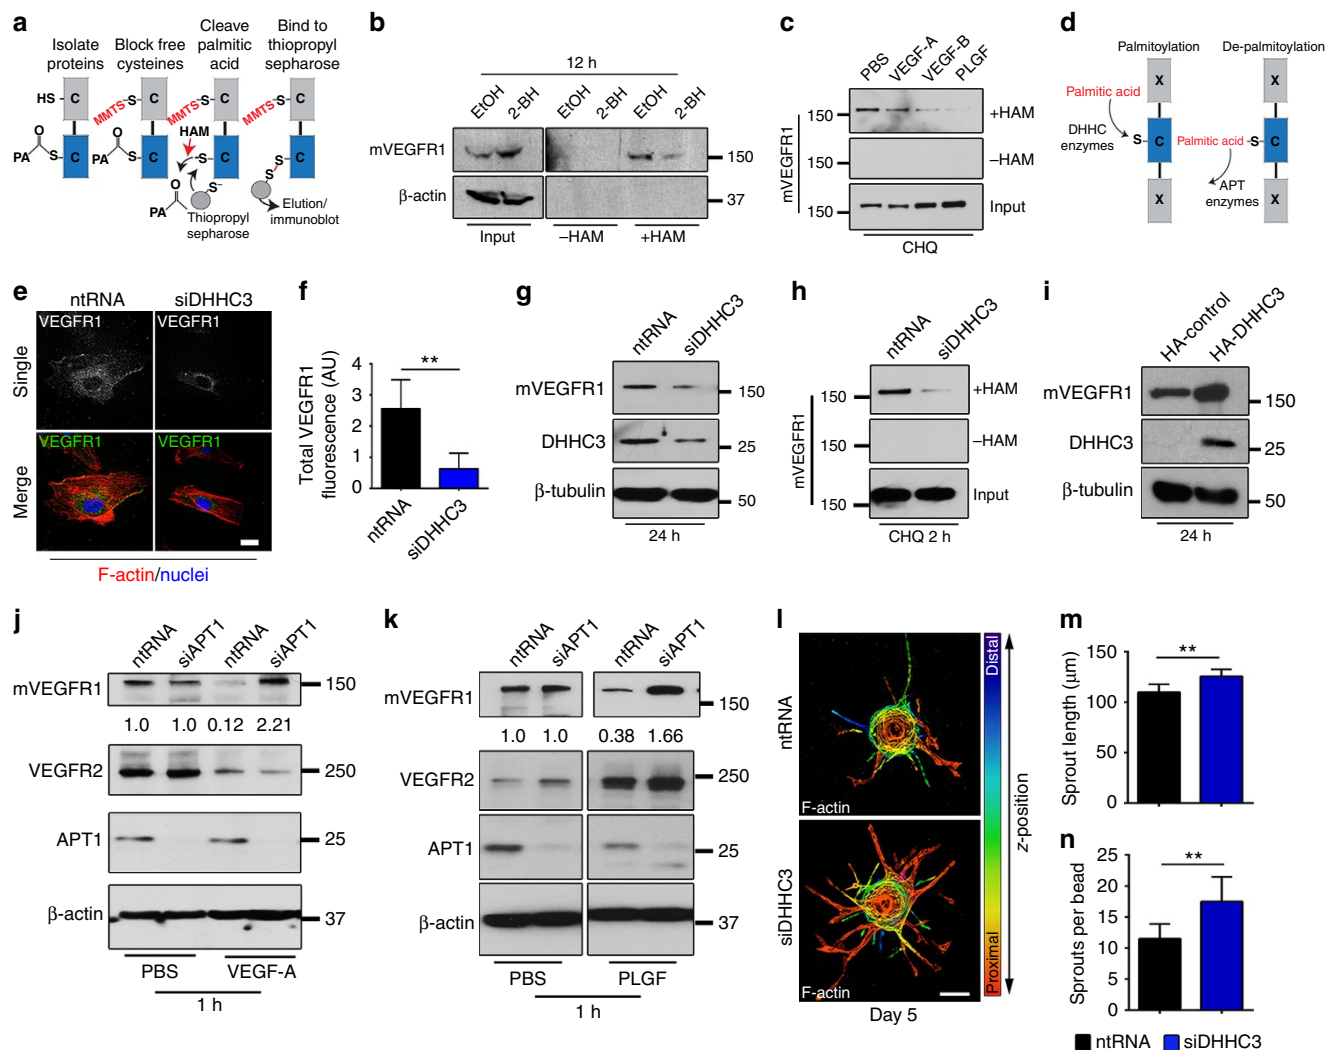 a
Isolate proteins
Block free cysteines
Cleave palmitic acid
Bind to thiopropyl sepharose
HS
C
MMTS
S
C
MMTS
S
C
MMTS
S
C
O
PA
S
C
O
PA
S
C
HAM
S
C
S
S
C
O
PA
S–
Thiopropyl sepharose
Elution/ immunoblot
b
12 h
EtOH
2-BH
EtOH
2-BH
EtOH
2-BH
mVEGFR1
150
β-actin
37
Input
–HAM
+HAM
c
PBS
VEGF-A
VEGF-B
PLGF
mVEGFR1
150
+HAM
150
–HAM
150
Input
CHQ
d
Palmitoylation
De-palmitoylation
X
X
Palmitic acid
DHHC enzymes
S
C
Palmitic acid
S
C
APT enzymes
X
X
e
ntRNA
siDHHC3
Single
VEGFR1
VEGFR1
Merge
VEGFR1
VEGFR1
F-actin/nuclei
f
Total VEGFR1 fluorescence (AU)
4
3
2
1
0
**
ntRNA
siDHHC3
g
ntRNA
siDHHC3
mVEGFR1
150
DHHC3
25
β-tubulin
50
24 h
h
ntRNA
siDHHC3
mVEGFR1
150
+HAM
150
–HAM
150
Input
CHQ 2 h
i
HA-control
HA-DHHC3
mVEGFR1
150
DHHC3
25
β-tubulin
50
24 h
j
ntRNA
siAPT1
ntRNA
siAPT1
mVEGFR1
150
1.0
1.0
0.12
2.21
VEGFR2
250
APT1
25
β-actin
37
PBS
VEGF-A
1 h
k
ntRNA
siAPT1
ntRNA
siAPT1
mVEGFR1
150
1.0
1.0
0.38
1.66
VEGFR2
250
APT1
25
β-actin
37
PBS
PLGF
1 h
l
ntRNA
F-actin
siDHHC3
F-actin
Day 5
Distal
Proximal
z-position
m
Sprout length (μm)
150
100
50
0
**
n
Sprouts per bead
25
20
15
10
5
0
**
ntRNA
siDHHC3